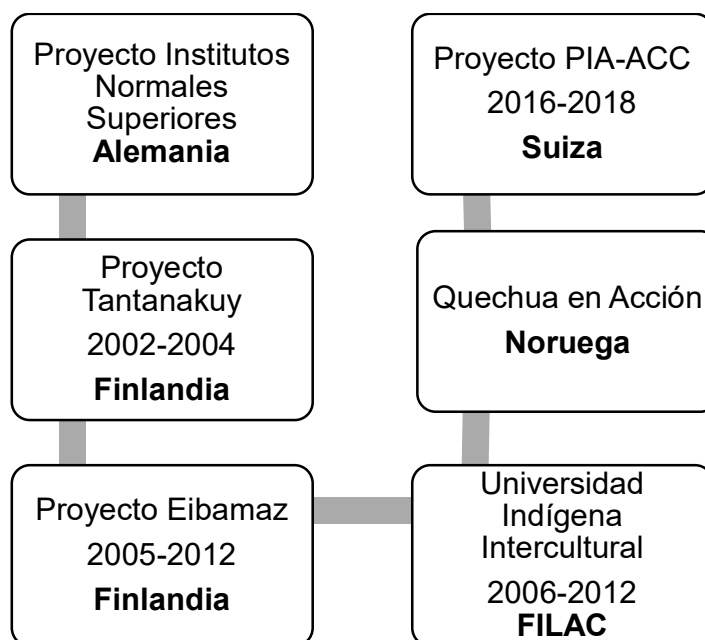 Proyecto Institutos
Normales
Superiores
Alemania
Proyecto
Tantanakuy
2002-2004
Finlandia
Proyecto Eibamaz
2005-2012
Finlandia
Universidad
Indígena
Intercultural
2006-2012
FILAC
Quechua en Acción
Noruega
Proyecto PIA-ACC
2016-2018
Suiza